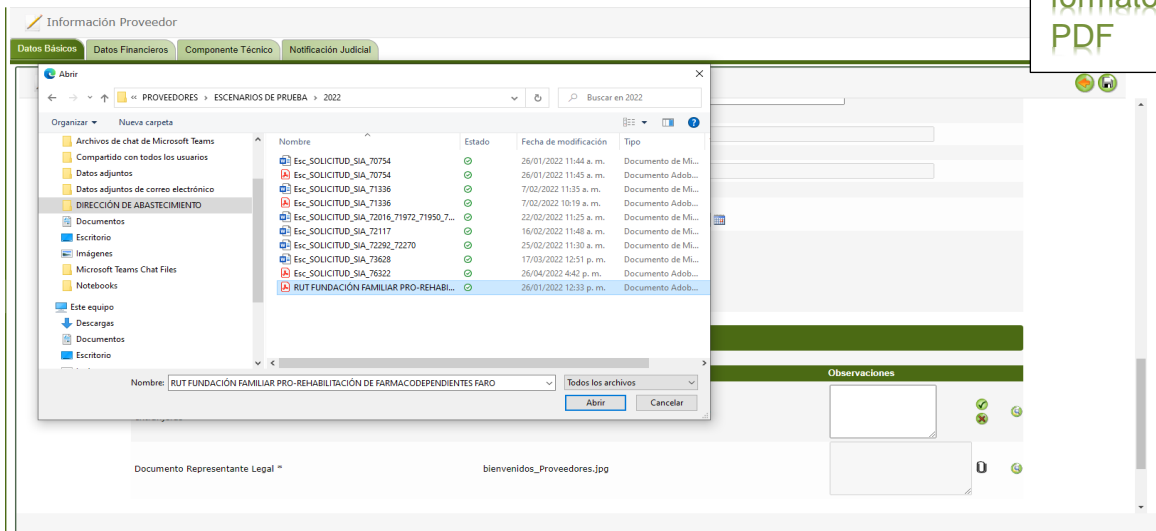 formato
PDF
Información Proveedor
Datos Básicos Datos Financieros Componente Técnico Notificación Judicial
Abrir
« PROVEEDORES > ESCENARIOS DE PRUEBA > 2022
Buscar en 2022
Organizar Nueva carpeta
Nombre Estado Fecha de modificación Tipo
Archivos de chat de Microsoft Teams
Compartido con todos los usuarios
Datos adjuntos
Datos adjuntos de correo electrónico
DIRECCIÓN DE ABASTECIMIENTO
Documentos
Escritorio
Imágenes
Microsoft Teams Chat Files
Notebooks
Este equipo
Descargas
Documentos
Escritorio
Esc_SOLICITUD_SIA_70754 26/01/2022 11:44 a. m. Documento de Mi...
Esc_SOLICITUD_SIA_70754 26/01/2022 11:45 a. m. Documento Adob...
Esc_SOLICITUD_SIA_71336 7/02/2022 11:35 a. m. Documento de Mi...
Esc_SOLICITUD_SIA_71336 7/02/2022 10:19 a. m. Documento Adob...
Esc_SOLICITUD_SIA_72016_71972_71950_7... 22/02/2022 11:25 a. m. Documento de Mi...
Esc_SOLICITUD_SIA_72117 16/02/2022 11:48 a. m. Documento de Mi...
Esc_SOLICITUD_SIA_72292_72270 25/02/2022 11:30 a. m. Documento de Mi...
Esc_SOLICITUD_SIA_73628 17/03/2022 12:51 p. m. Documento de Mi...
Esc_SOLICITUD_SIA_76322 26/04/2022 4:42 p. m. Documento Adob...
RUT FUNDACIÓN FAMILIAR PRO-REHABI... 26/01/2022 12:33 p. m. Documento Adob...
Nombre: RUT FUNDACIÓN FAMILIAR PRO-REHABILITACIÓN DE FARMACODEPENDIENTES FARO Todos los archivos
Abrir Cancelar
Observaciones
Documento Representante Legal * bienvenidos_Proveedores.jpg